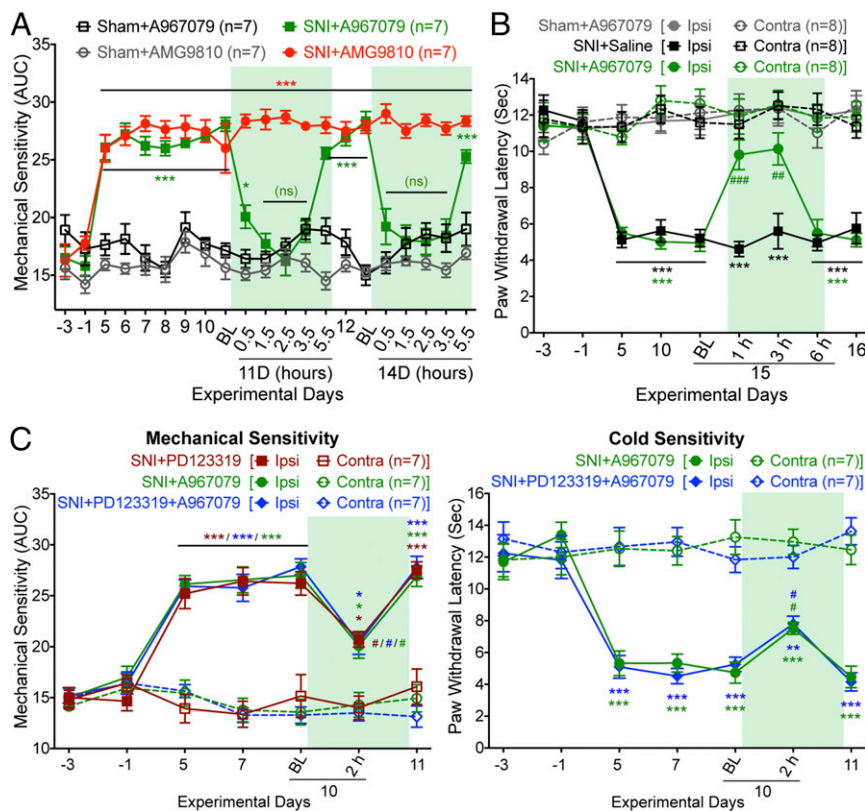 A
Sham+A967079 (n=7) SNI+A967079 (n=7)
Sham+AMG9810 (n=7) SNI+AMG9810 (n=7)
Mechanical Sensitivity (AUC)
35
30
25
20
15
***
***
*
(ns)
***
(ns)
***
-3 -1 5 6 7 8 9 10 BL 0.5 1.5 2.5 3.5 5.5 12 BL 0.5 1.5 2.5 3.5 5.5
11D (hours) 14D (hours)
Experimental Days
B
Sham+A967079 [ Ipsi Contra (n=8)]
SNI+Saline [ Ipsi Contra (n=8)]
SNI+A967079 [ Ipsi Contra (n=8)]
Paw Withdrawal Latency (Sec)
16
14
12
10
8
6
4
2
0
### ##
*** *** *** ***
*** ***
-3 -1 5 10 BL 1 h 3 h 6 h 16
15
Experimental Days
C
Mechanical Sensitivity
SNI+PD123319 [ Ipsi Contra (n=7)]
SNI+A967079 [ Ipsi Contra (n=7)]
SNI+PD123319+A967079 [ Ipsi Contra (n=7)]
Mechanical Sensitivity (AUC)
35
30
25
20
15
10
***/***/***
*
*
*
#/#/#
***
***
***
-3 -1 5 7 BL 2 h 11
10
Experimental Days
Cold Sensitivity
SNI+A967079 [ Ipsi Contra (n=7)]
SNI+PD123319+A967079 [ Ipsi Contra (n=7)]
Paw Withdrawal Latency (Sec)
16
14
12
10
8
6
4
2
0
#
#
**
***
*** *** *** ***
*** *** *** ***
-3 -1 5 7 BL 2 h 11
10
Experimental Days